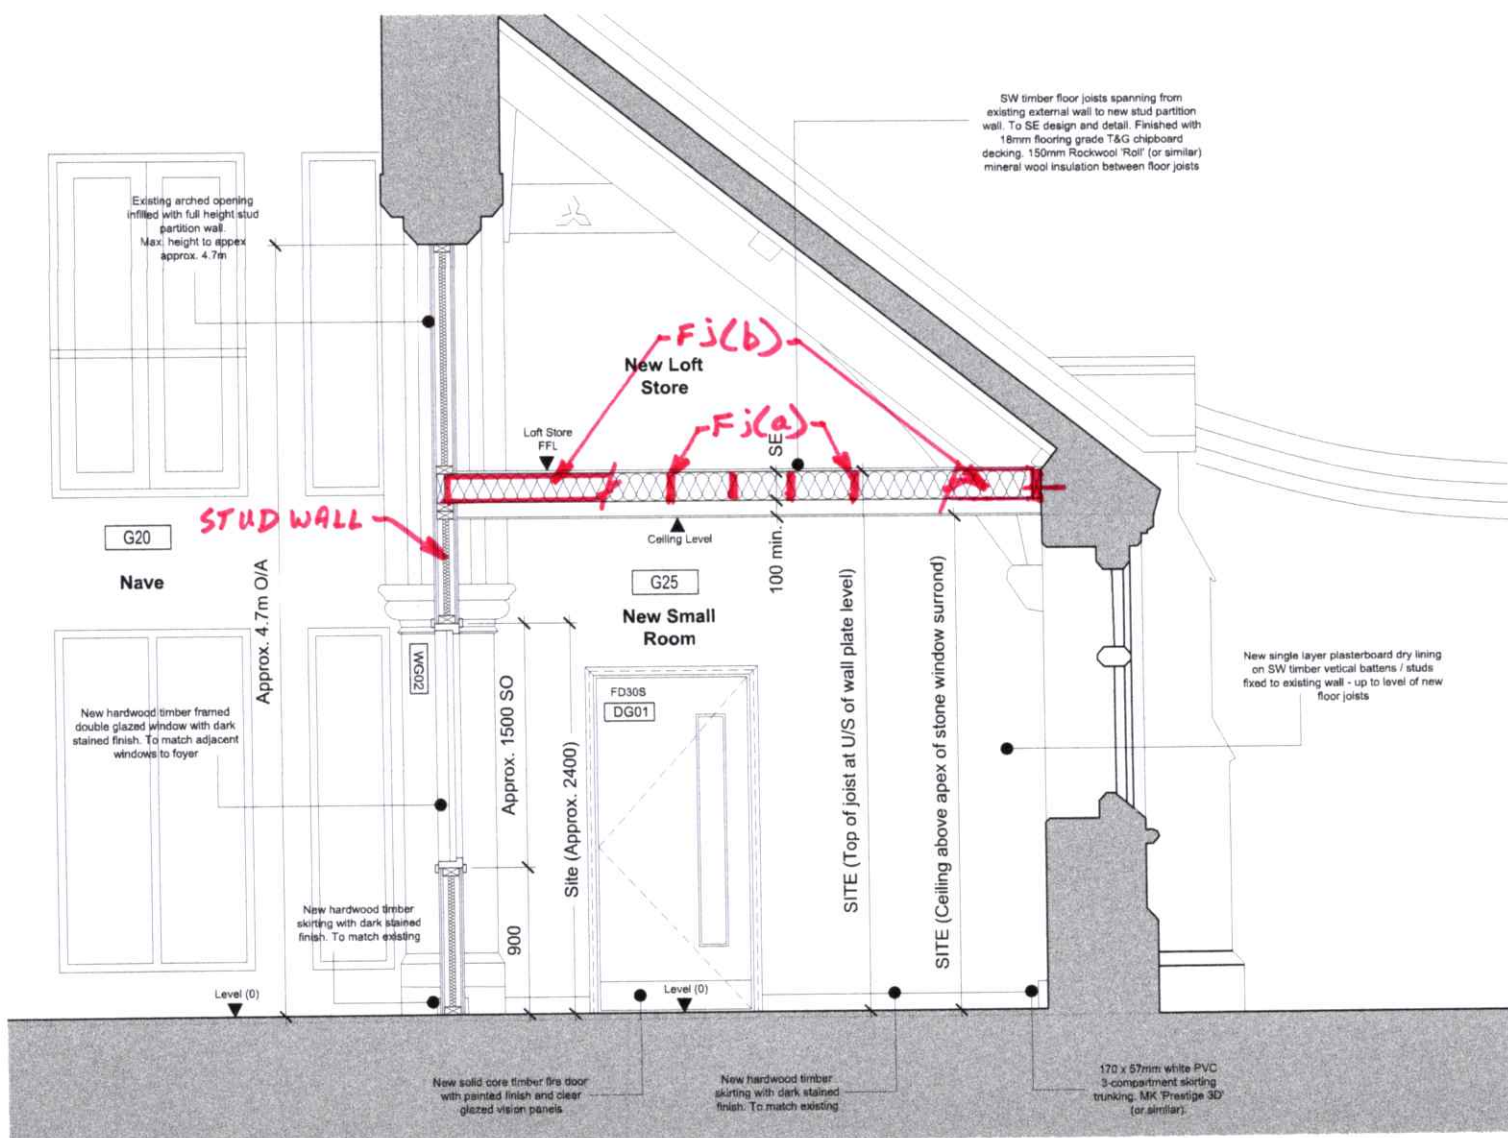 SW timber floor joists spanning from
existing external wall to new stud partition
wall. To SE design and detail. Finished with
18mm flooring grade T&G chipboard
decking. 150mm Rockwool 'Roll' (or similar)
mineral wool insulation between floor joists
Existing arched opening
infilled with full height stud
partition wall.
Max. height to appex
approx. 4.7m
Fj(b)
New Loft
Store
Fj(a)
Loft Store
FFL
SE
STUD WALL
G20
Nave
Ceiling Level
100 min.
G25
New Small
Room
Approx. 4.7m O/A
WG02
Approx. 1500 SO
Site (Approx. 2400)
SITE (Top of joist at U/S of wall plate level)
SITE (Ceiling above apex of stone window surrond)
New single layer plasterboard dry lining
on SW timber vetical battens / studs
fixed to existing wall - up to level of new
floor joists
FD30S
DG01
New hardwood timber framed
double glazed window with dark
stained finish. To match adjacent
windows to foyer
New hardwood timber
skirting with dark stained
finish. To match existing
900
Level (0)
Level (0)
New solid core timber fire door
with painted finish and clear
glazed vision panels
New hardwood timber
skirting with dark stained
finish. To match existing
170 x 57mm white PVC
3-compartment skirting
trunking. MK 'Prestige 3D'
(or similar).